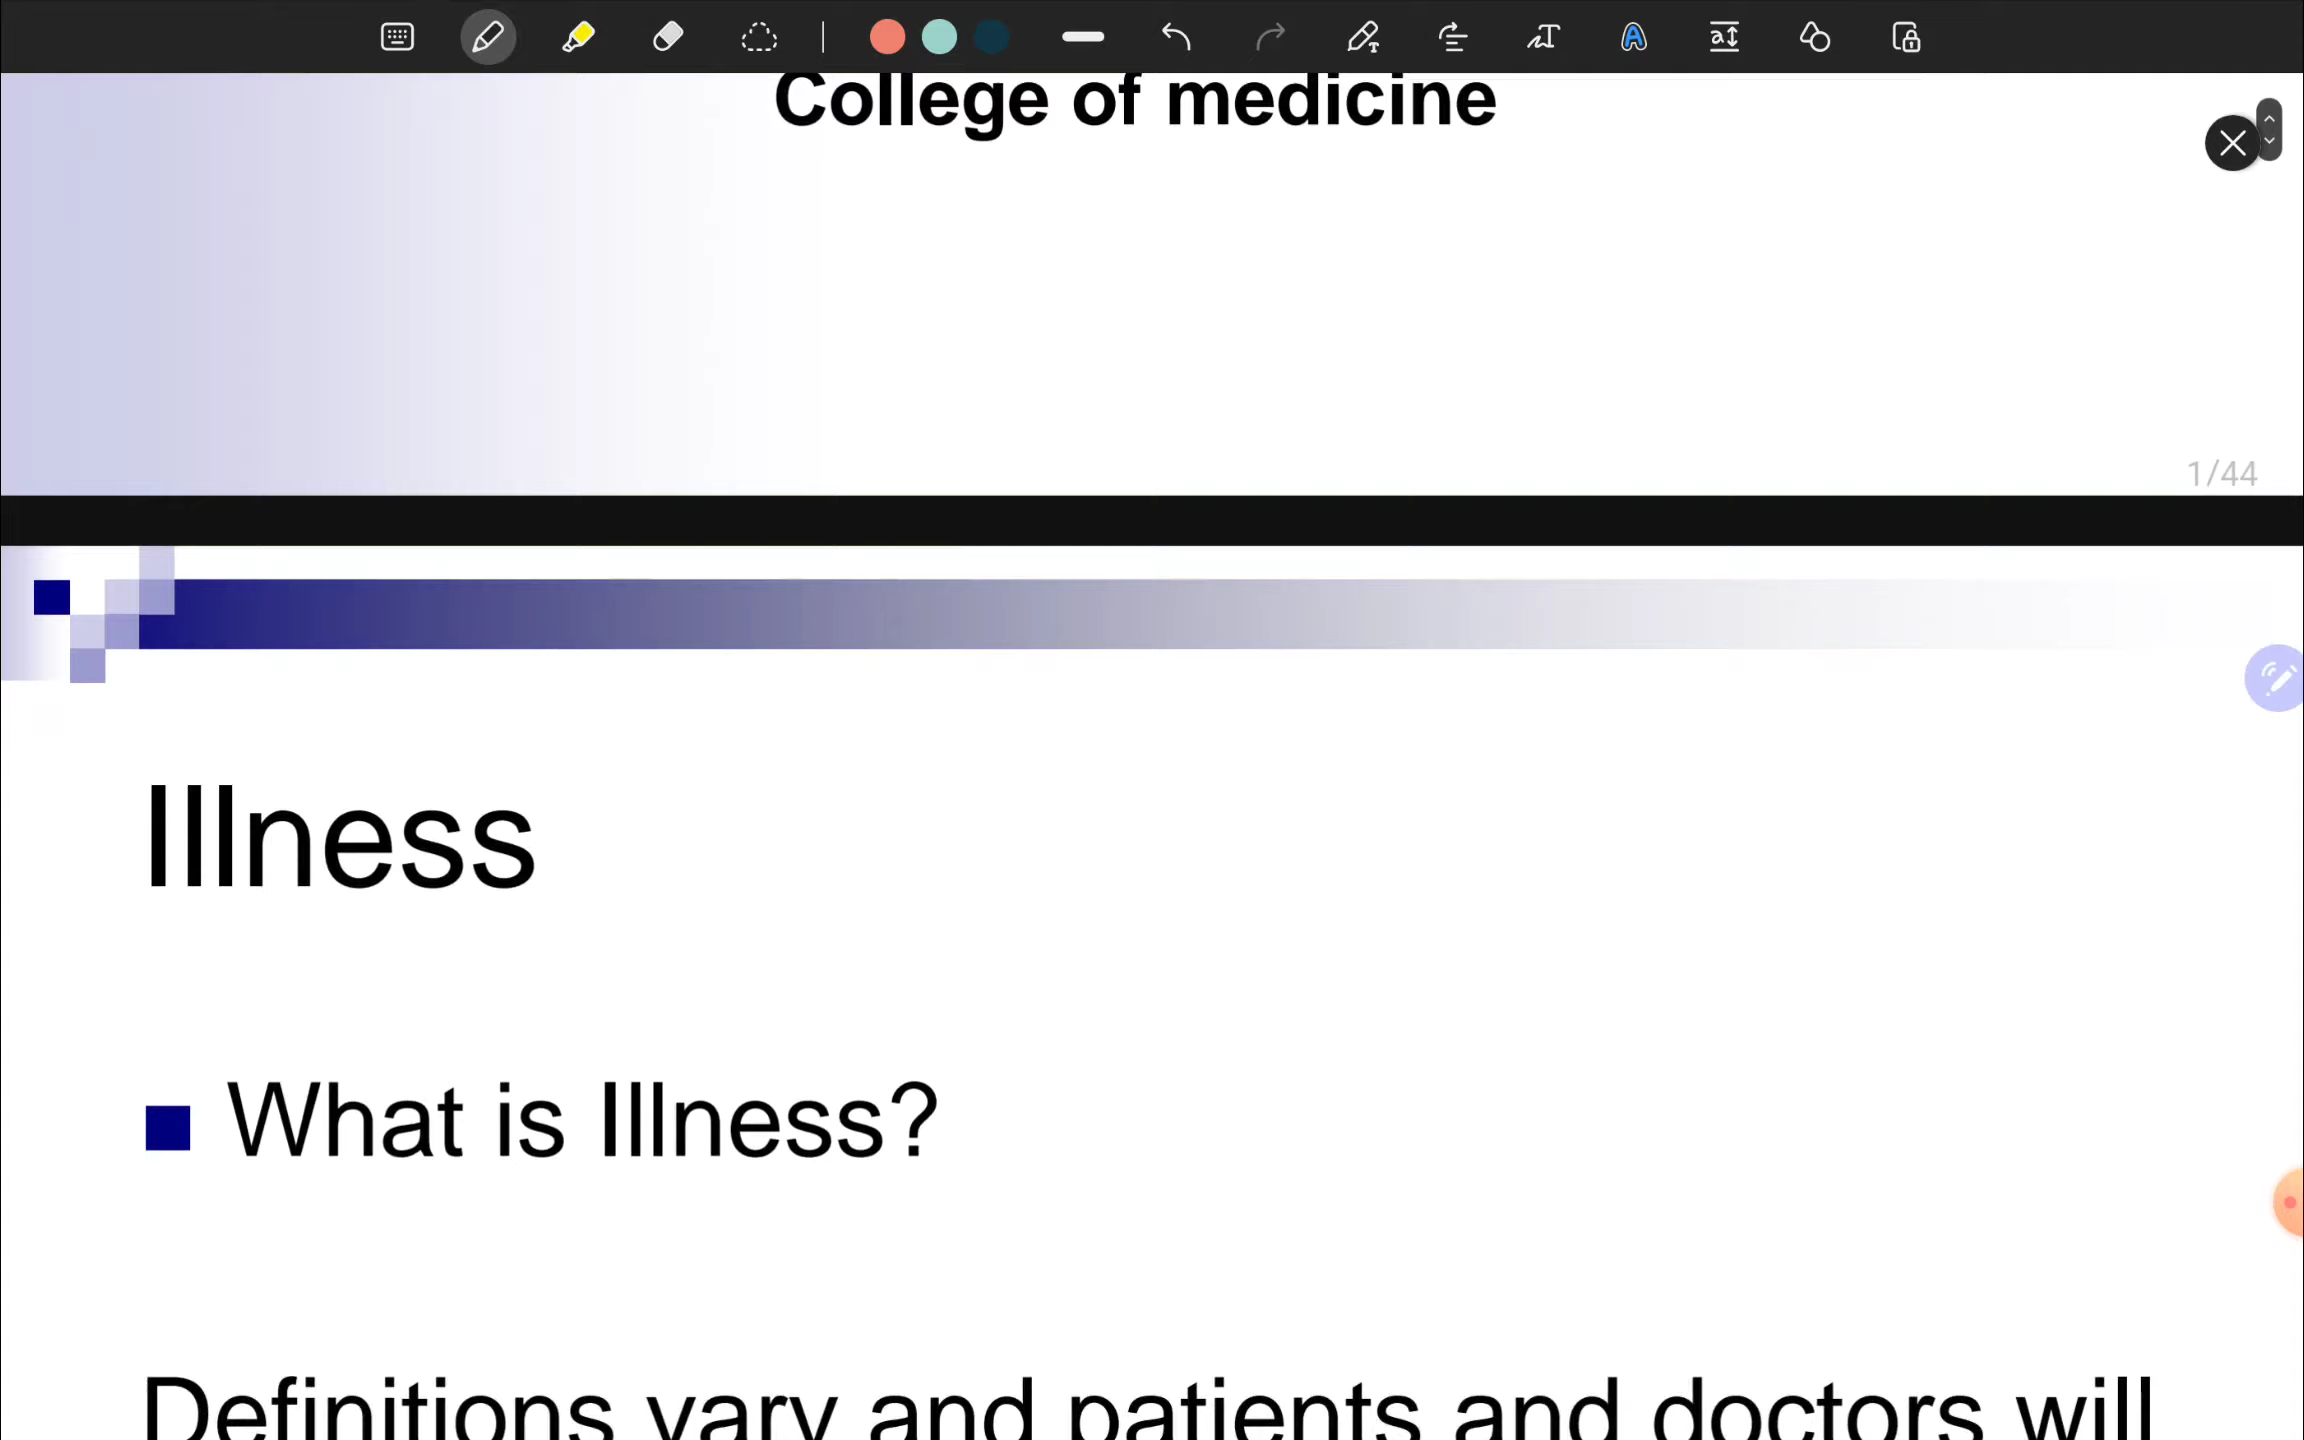 College of medicine
1/44
Illness
What is Illness?
Definitions vary and patients and doctors will